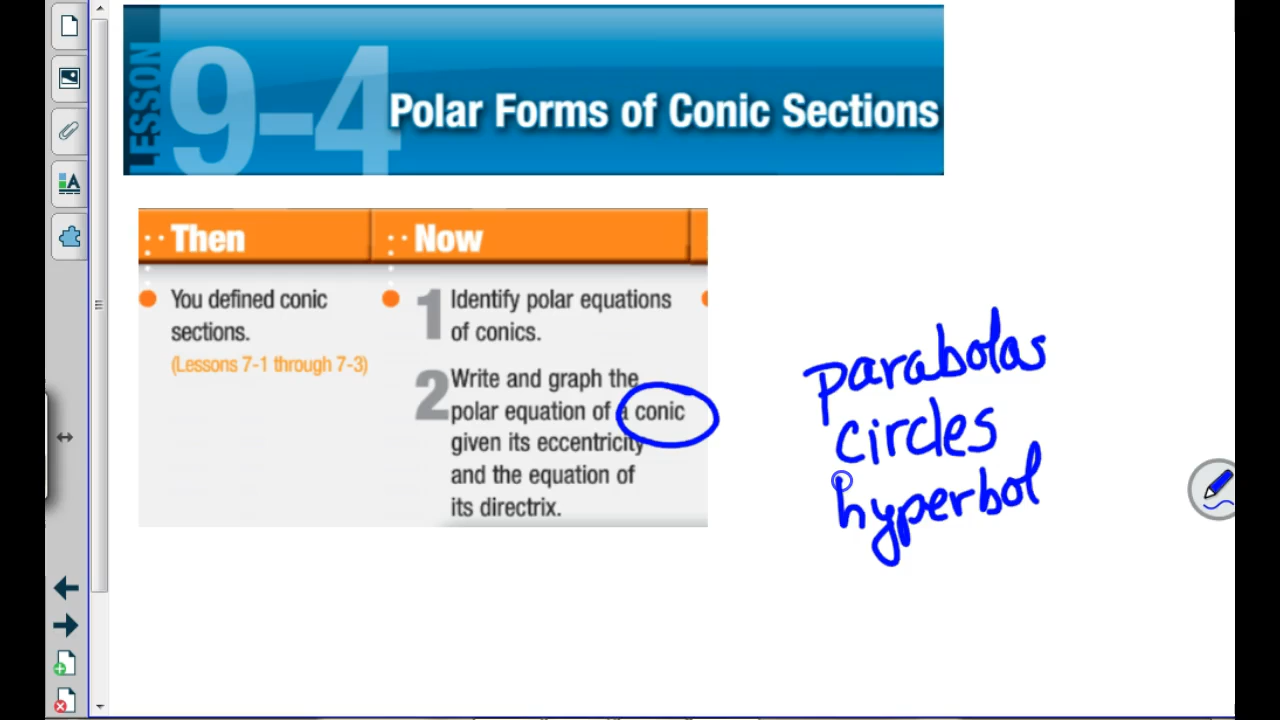 LESSON
9–4
Polar Forms of Conic Sections
Then
Now
You defined conic
sections.
(Lessons 7-1 through 7-3)
1 Identify polar equations
of conics.
2 Write and graph the
polar equation of a conic
given its eccentricity
and the equation of
its directrix.
parabolas
circles
hyperbol